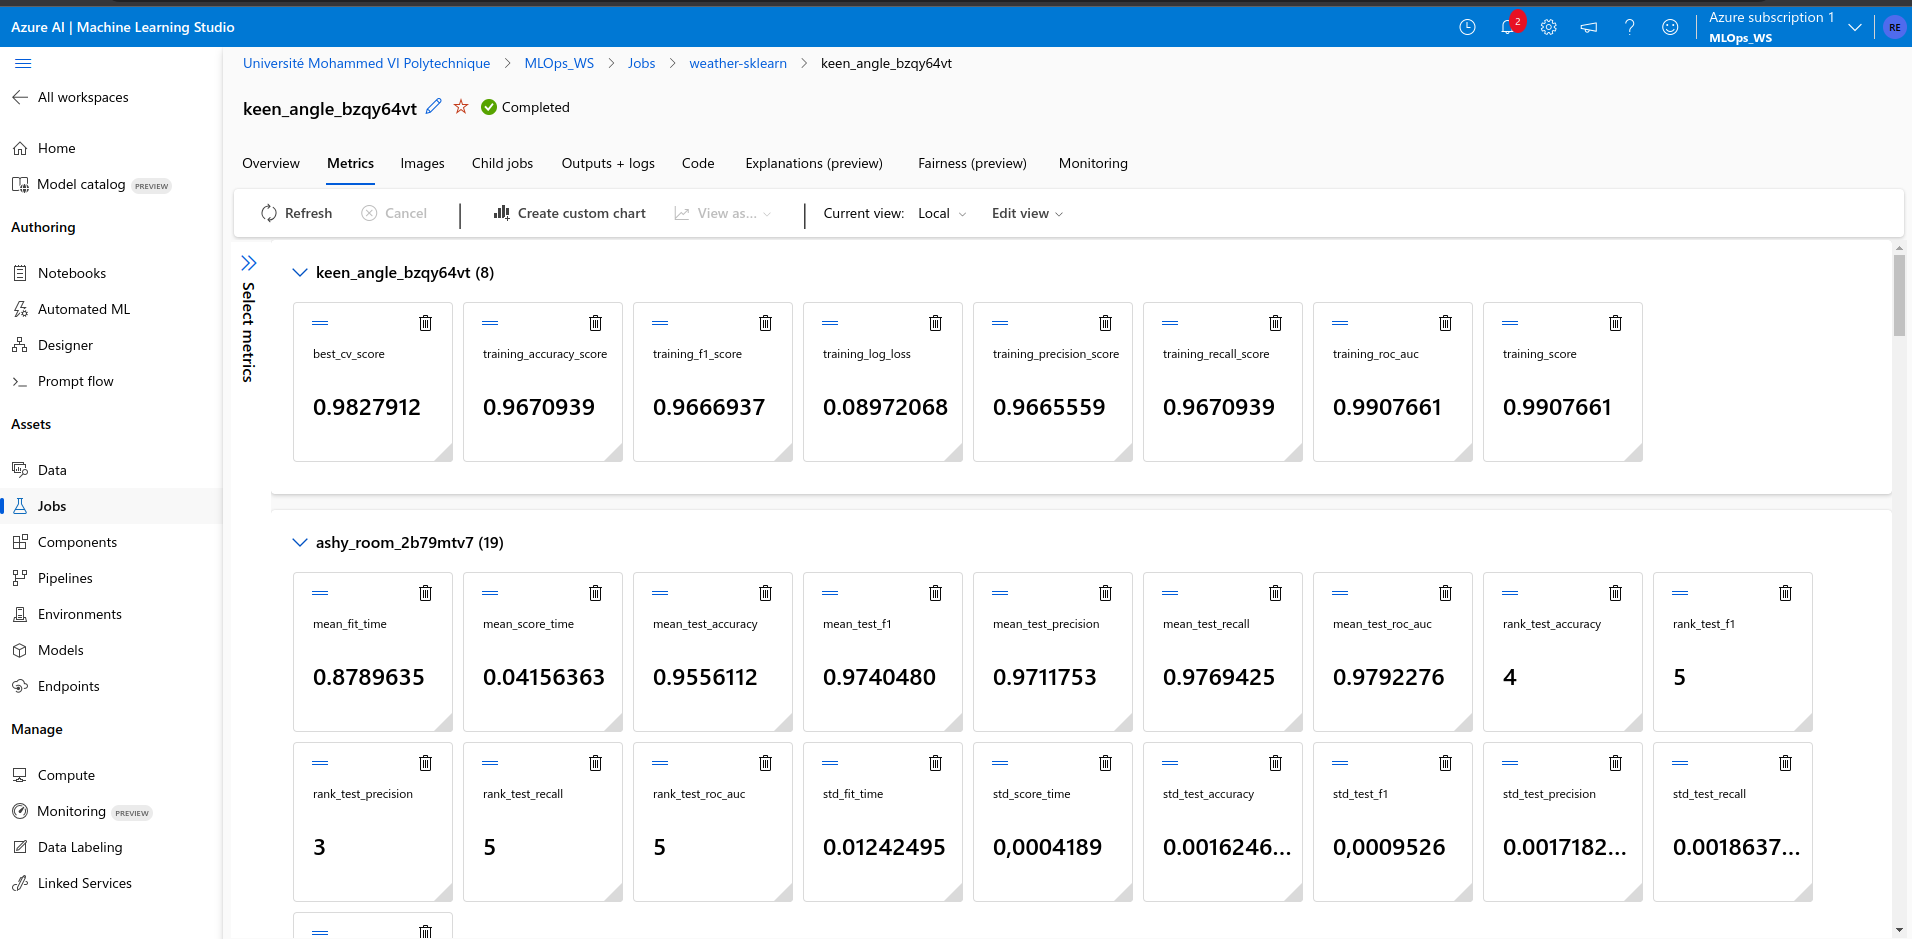 Azure AI | Machine Learning Studio
2
Azure subscription 1
MLOps_WS
RE
All workspaces
Home
Model catalog PREVIEW
Authoring
Notebooks
Automated ML
Designer
Prompt flow
Assets
Data
Jobs
Components
Pipelines
Environments
Models
Endpoints
Manage
Compute
Monitoring PREVIEW
Data Labeling
Linked Services
Université Mohammed VI Polytechnique > MLOps_WS > Jobs > weather-sklearn > keen_angle_bzqy64vt
keen_angle_bzqy64vt Completed
Overview Metrics Images Child jobs Outputs + logs Code Explanations (preview) Fairness (preview) Monitoring
Refresh Cancel | Create custom chart View as... | Current view: Local Edit view
Select metrics
keen_angle_bzqy64vt (8)
best_cv_score training_accuracy_score training_f1_score training_log_loss training_precision_score training_recall_score training_roc_auc training_score
0.9827912 0.9670939 0.9666937 0.08972068 0.9665559 0.9670939 0.9907661 0.9907661
ashy_room_2b79mtv7 (19)
mean_fit_time mean_score_time mean_test_accuracy mean_test_f1 mean_test_precision mean_test_recall mean_test_roc_auc rank_test_accuracy rank_test_f1
0.8789635 0.04156363 0.9556112 0.9740480 0.9711753 0.9769425 0.9792276 4 5
rank_test_precision rank_test_recall rank_test_roc_auc std_fit_time std_score_time std_test_accuracy std_test_f1 std_test_precision std_test_recall
3 5 5 0.01242495 0,0004189 0.0016246... 0,0009526 0.0017182... 0.0018637...